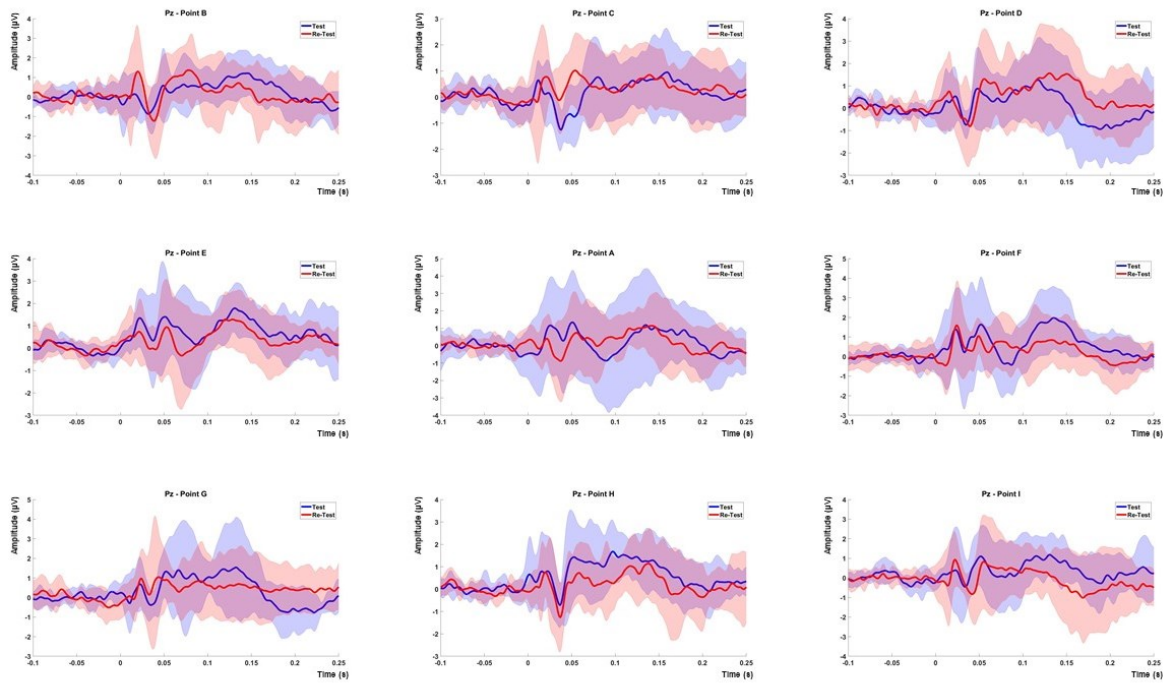 Pz - Point B
Amplitude (µV)
4
3
2
1
0
-1
-2
-3
-4
-0.1 -0.05 0 0.05 0.1 0.15 0.2 0.25
Time (s)
Test
Re-Test
Pz - Point C
Amplitude (µV)
3
2
1
0
-1
-2
-3
-0.1 -0.05 0 0.05 0.1 0.15 0.2 0.25
Time (s)
Test
Re-Test
Pz - Point D
Amplitude (µV)
4
3
2
1
0
-1
-2
-3
-0.1 -0.05 0 0.05 0.1 0.15 0.2 0.25
Time (s)
Test
Re-Test
Pz - Point E
Amplitude (µV)
4
3
2
1
0
-1
-2
-3
-0.1 -0.05 0 0.05 0.1 0.15 0.2 0.25
Time (s)
Test
Re-Test
Pz - Point A
Amplitude (µV)
5
4
3
2
1
0
-1
-2
-3
-4
-0.1 -0.05 0 0.05 0.1 0.15 0.2 0.25
Time (s)
Test
Re-Test
Pz - Point F
Amplitude (µV)
5
4
3
2
1
0
-1
-2
-3
-0.1 -0.05 0 0.05 0.1 0.15 0.2 0.25
Time (s)
Test
Re-Test
Pz - Point G
Amplitude (µV)
5
4
3
2
1
0
-1
-2
-3
-0.1 -0.05 0 0.05 0.1 0.15 0.2 0.25
Time (s)
Test
Re-Test
Pz - Point H
Amplitude (µV)
4
3
2
1
0
-1
-2
-3
-0.1 -0.05 0 0.05 0.1 0.15 0.2 0.25
Time (s)
Test
Re-Test
Pz - Point I
Amplitude (µV)
4
3
2
1
0
-1
-2
-3
-4
-0.1 -0.05 0 0.05 0.1 0.15 0.2 0.25
Time (s)
Test
Re-Test